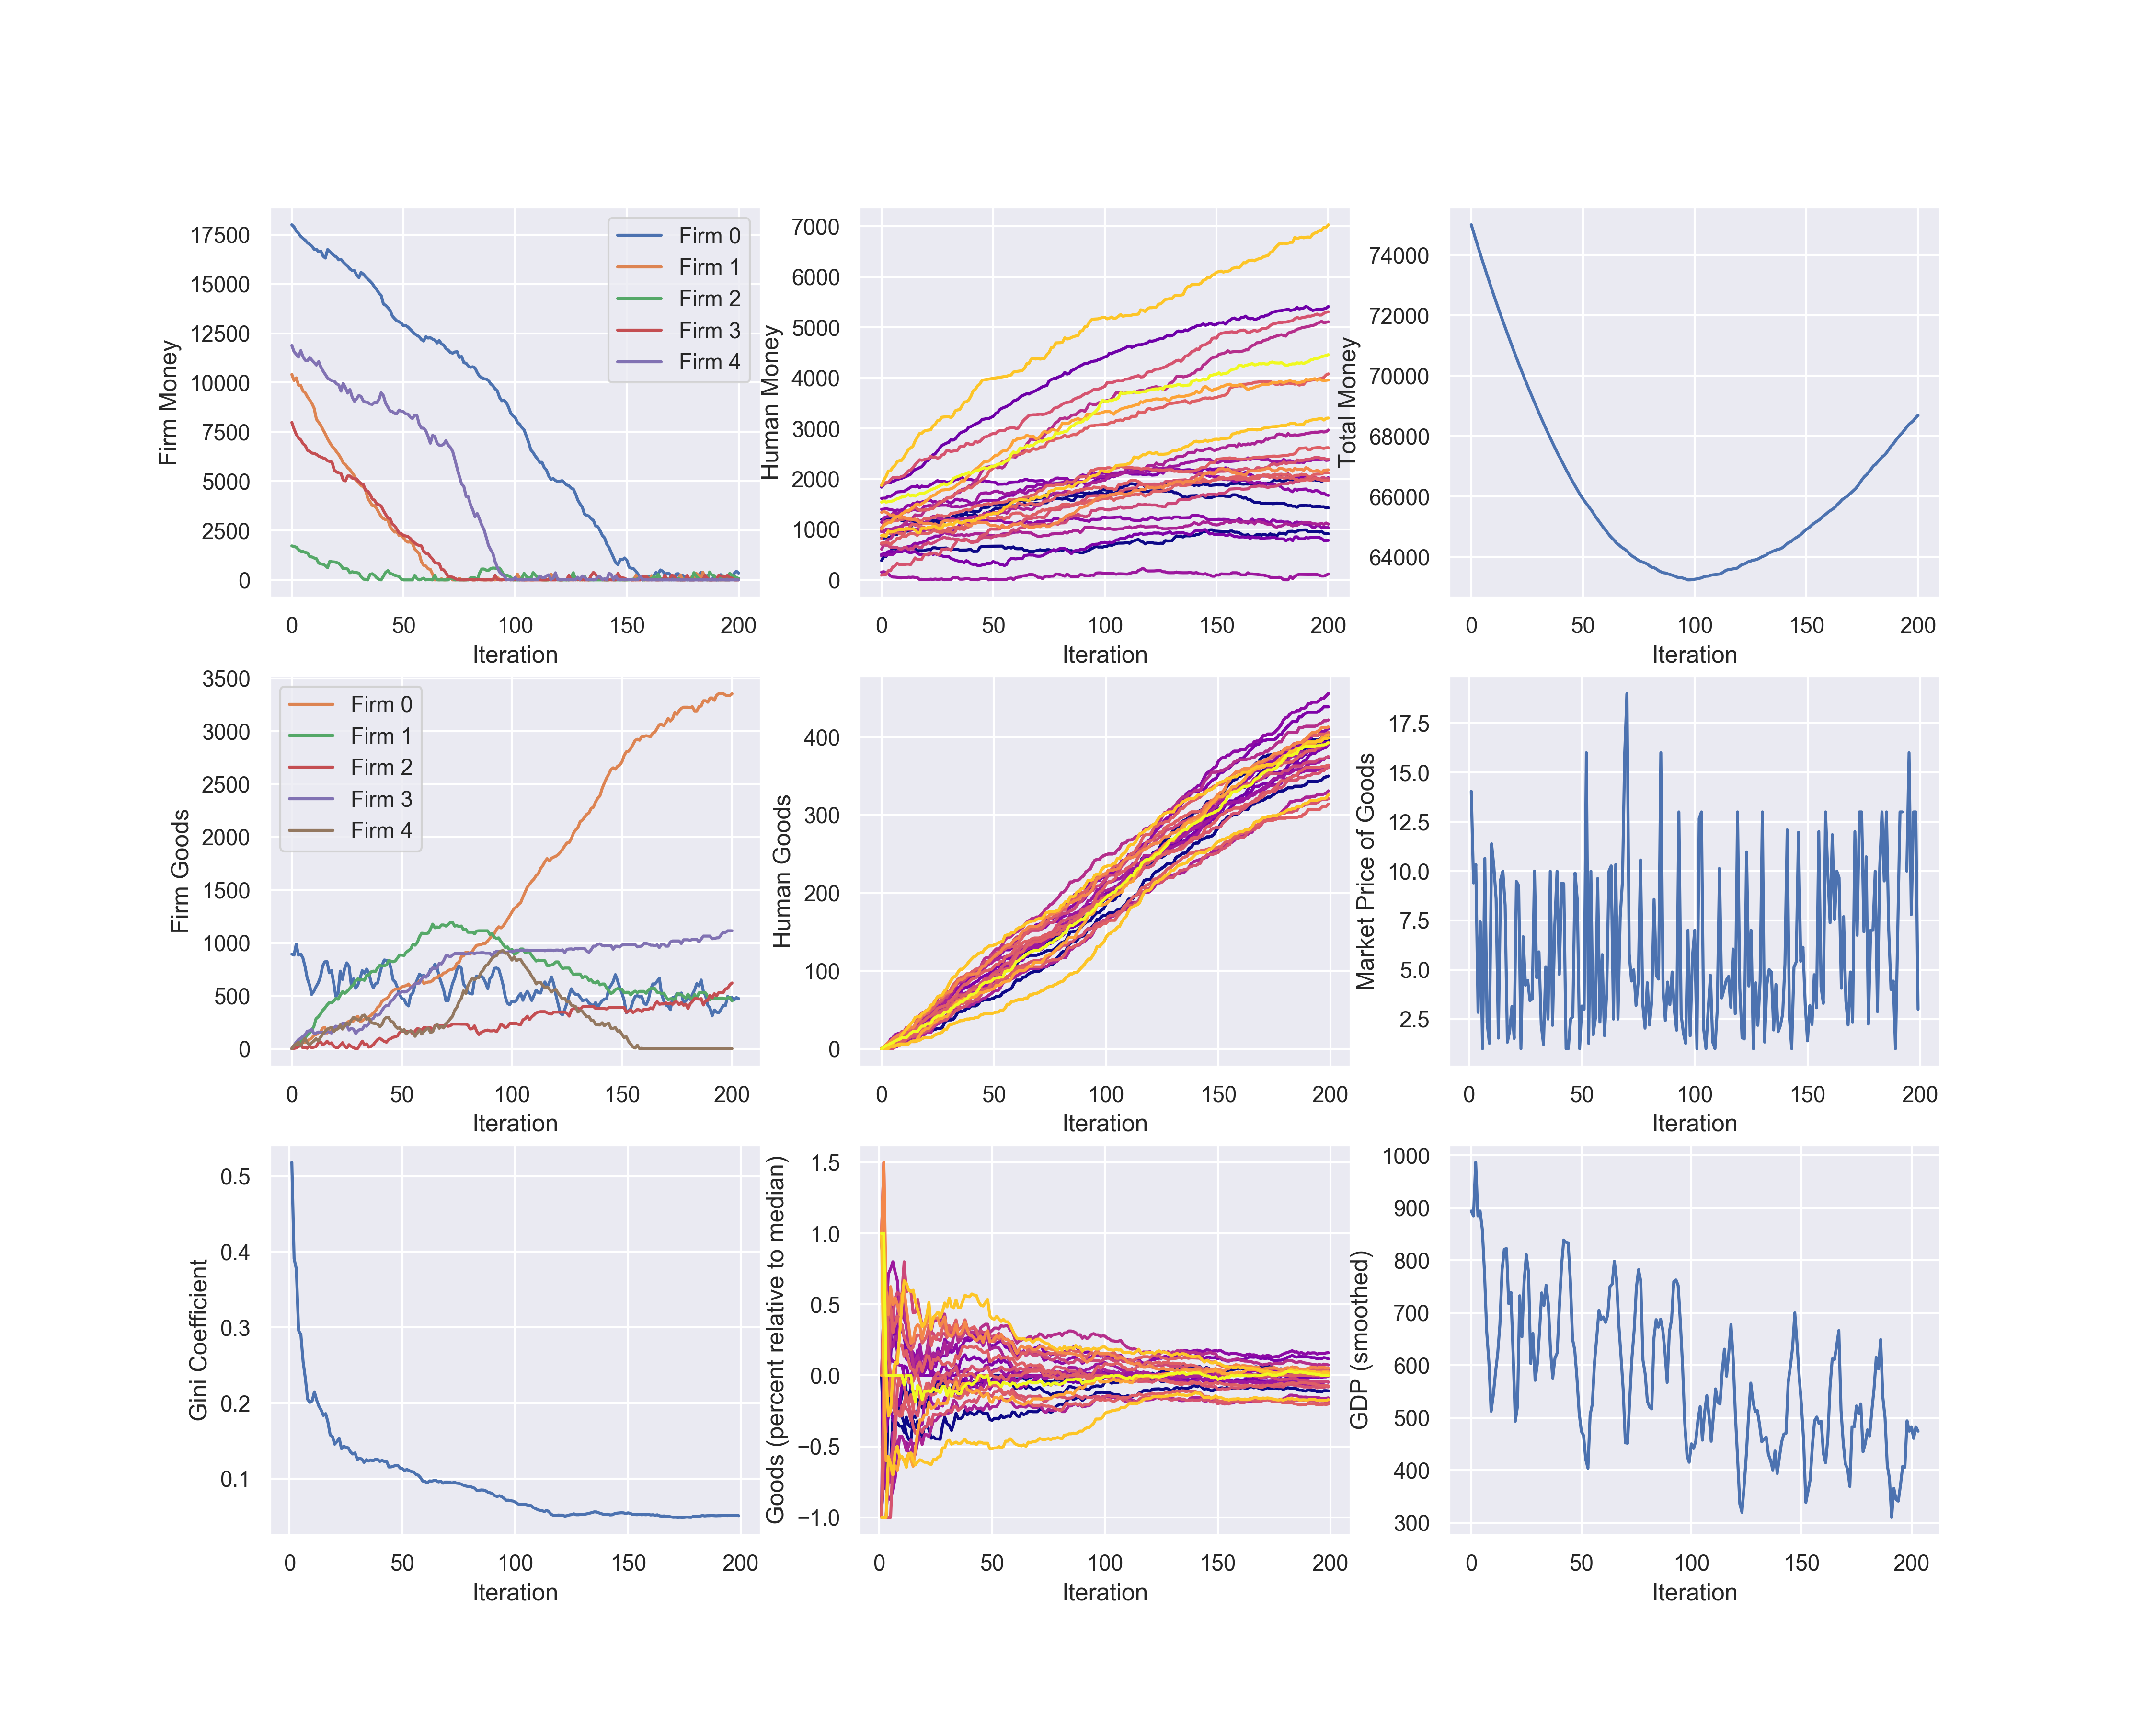 Firm Money
17500
15000
12500
10000
7500
5000
2500
0
Firm 0
Firm 1
Firm 2
Firm 3
Firm 4
0 50 100 150 200
Iteration
Human Money
7000
6000
5000
4000
3000
2000
1000
0
0 50 100 150 200
Iteration
Total Money
74000
72000
70000
68000
66000
64000
0 50 100 150 200
Iteration
Firm Goods
3500
3000
2500
2000
1500
1000
500
0
Firm 0
Firm 1
Firm 2
Firm 3
Firm 4
0 50 100 150 200
Iteration
Human Goods
400
300
200
100
0
0 50 100 150 200
Iteration
Market Price of Goods
17.5
15.0
12.5
10.0
7.5
5.0
2.5
0 50 100 150 200
Iteration
Gini Coefficient
0.5
0.4
0.3
0.2
0.1
0 50 100 150 200
Iteration
Goods (percent relative to median)
1.5
1.0
0.5
0.0
−0.5
−1.0
0 50 100 150 200
Iteration
GDP (smoothed)
1000
900
800
700
600
500
400
300
0 50 100 150 200
Iteration